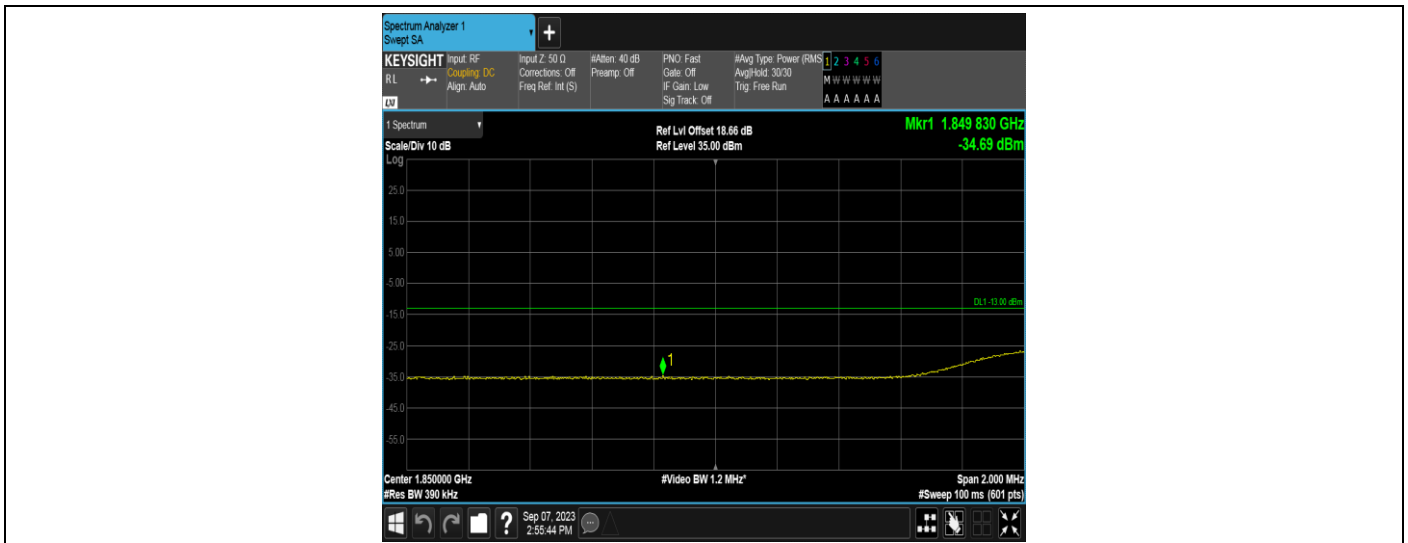 Spectrum Analyzer 1
Swept SA
+
KEYSIGHT
RL
LXI
Input: RF
Coupling: DC
Align: Auto
Input Z: 50 Ω
Corrections: Off
Freq Ref: Int (S)
#Atten: 40 dB
Preamp: Off
PNO: Fast
Gate: Off
IF Gain: Low
Sig Track: Off
#Avg Type: Power (RMS
Avg|Hold: 30/30
Trig: Free Run
1 2 3 4 5 6
M W W W W W
A A A A A A
1 Spectrum
Scale/Div 10 dB
Ref Lvl Offset 18.66 dB
Ref Level 35.00 dBm
Mkr1 1.849 830 GHz
-34.69 dBm
Log
25.0
15.0
5.00
-5.00
DL1 -13.00 dBm
-15.0
-25.0
1
-35.0
-45.0
-55.0
Center 1.850000 GHz
#Video BW 1.2 MHz*
Span 2.000 MHz
#Res BW 390 kHz
#Sweep 100 ms (601 pts)
?
Sep 07, 2023
2:55:44 PM